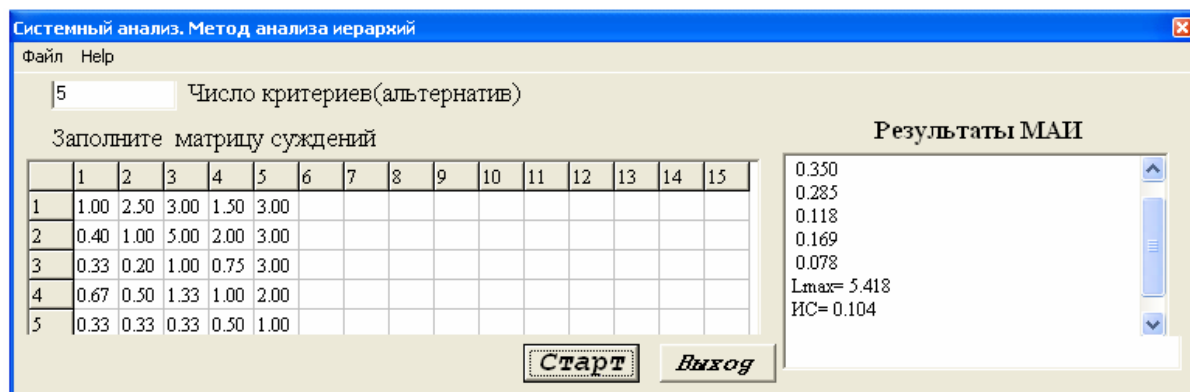 Системный анализ. Метод анализа иерархий
Файл Help
5 Число критериев(альтернатив)
Заполните матрицу суждений
1 2 3 4 5 6 7 8 9 10 11 12 13 14 15
1 1.00 2.50 3.00 1.50 3.00
2 0.40 1.00 5.00 2.00 3.00
3 0.33 0.20 1.00 0.75 3.00
4 0.67 0.50 1.33 1.00 2.00
5 0.33 0.33 0.33 0.50 1.00
Результаты МАИ
0.350
0.285
0.118
0.169
0.078
Lmax= 5.418
ИС= 0.104
Старт Выход